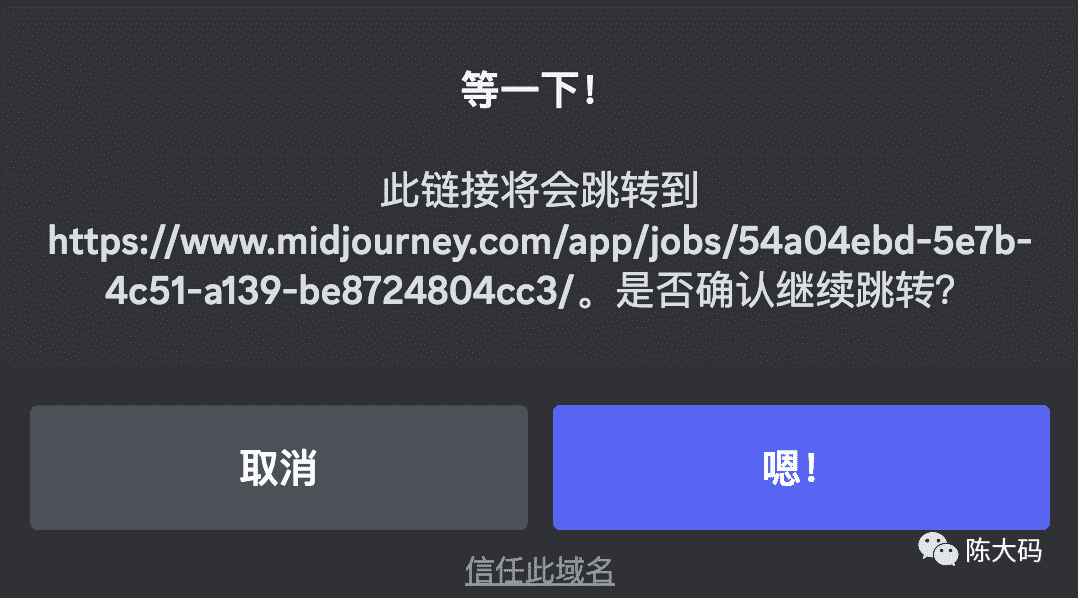 等一下！
此链接将会跳转到
https://www.midjourney.com/app/jobs/54a04ebd-5e7b-
4c51-a139-be8724804cc3/。是否确认继续跳转？
取消
嗯！
陈大码
信任此域名